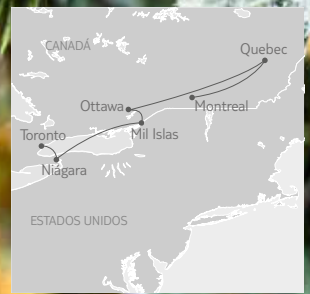 CANADÁ
Quebec
Ottawa
Montreal
Toronto
Mil Islas
Niágara
ESTADOS UNIDOS